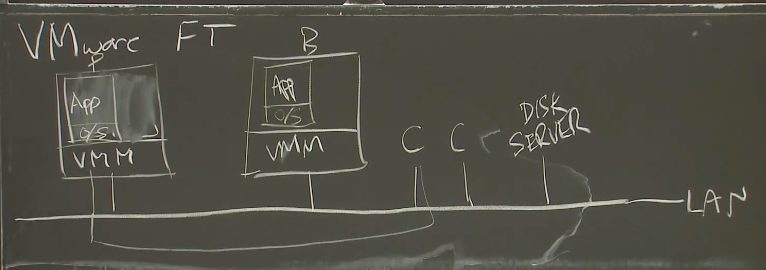 VMware FT
P
B
App
O/S
VMM
App
O/S
VMM
C
C
DISK
SERVER
LAN